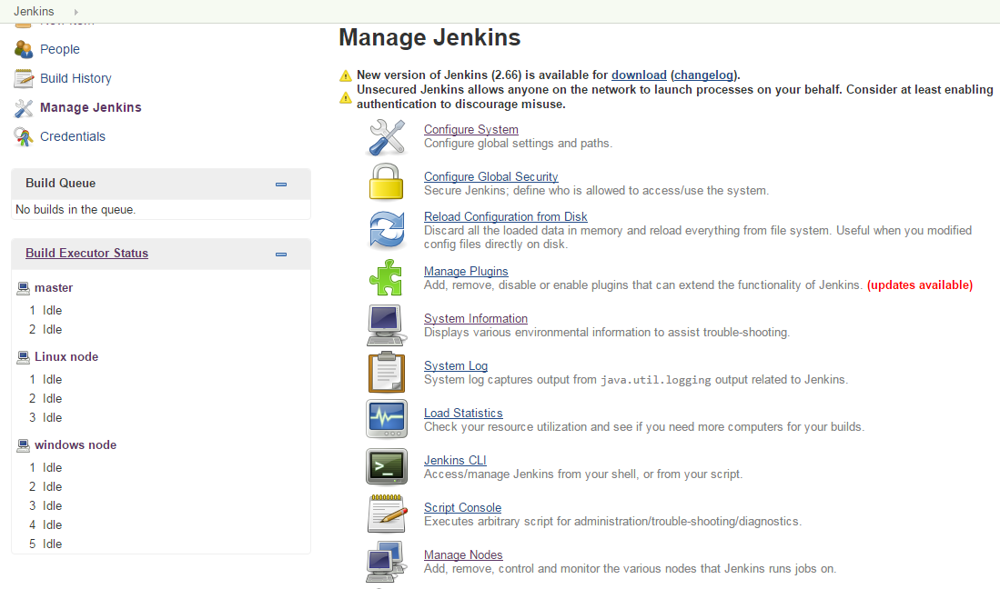 Jenkins
New Item
People
Build History
Manage Jenkins
Credentials
Build Queue
No builds in the queue.
Build Executor Status
master
1 Idle
2 Idle
Linux node
1 Idle
2 Idle
3 Idle
windows node
1 Idle
2 Idle
3 Idle
4 Idle
5 Idle
Manage Jenkins
New version of Jenkins (2.66) is available for download (changelog).
Unsecured Jenkins allows anyone on the network to launch processes on your behalf. Consider at least enabling
authentication to discourage misuse.
Configure System
Configure global settings and paths.
Configure Global Security
Secure Jenkins; define who is allowed to access/use the system.
Reload Configuration from Disk
Discard all the loaded data in memory and reload everything from file system. Useful when you modified
config files directly on disk.
Manage Plugins
Add, remove, disable or enable plugins that can extend the functionality of Jenkins. (updates available)
System Information
Displays various environmental information to assist trouble-shooting.
System Log
System log captures output from java.util.logging output related to Jenkins.
Load Statistics
Check your resource utilization and see if you need more computers for your builds.
Jenkins CLI
Access/manage Jenkins from your shell, or from your script.
Script Console
Executes arbitrary script for administration/trouble-shooting/diagnostics.
Manage Nodes
Add, remove, control and monitor the various nodes that Jenkins runs jobs on.